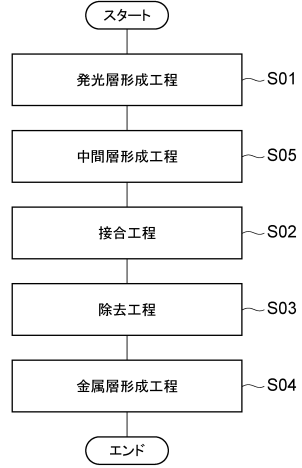 スタート
発光層形成工程
S01
中間層形成工程
S05
接合工程
S02
除去工程
S03
金属層形成工程
S04
エンド